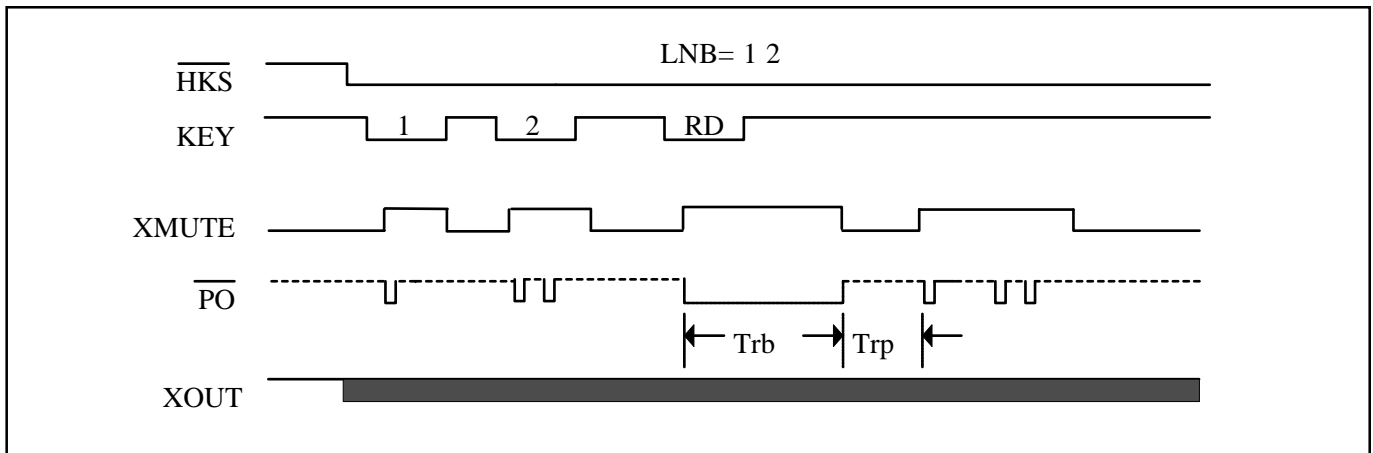 LNB= 1 2
HKS
KEY 1 2 RD
XMUTE
PO
Trb Trp
XOUT